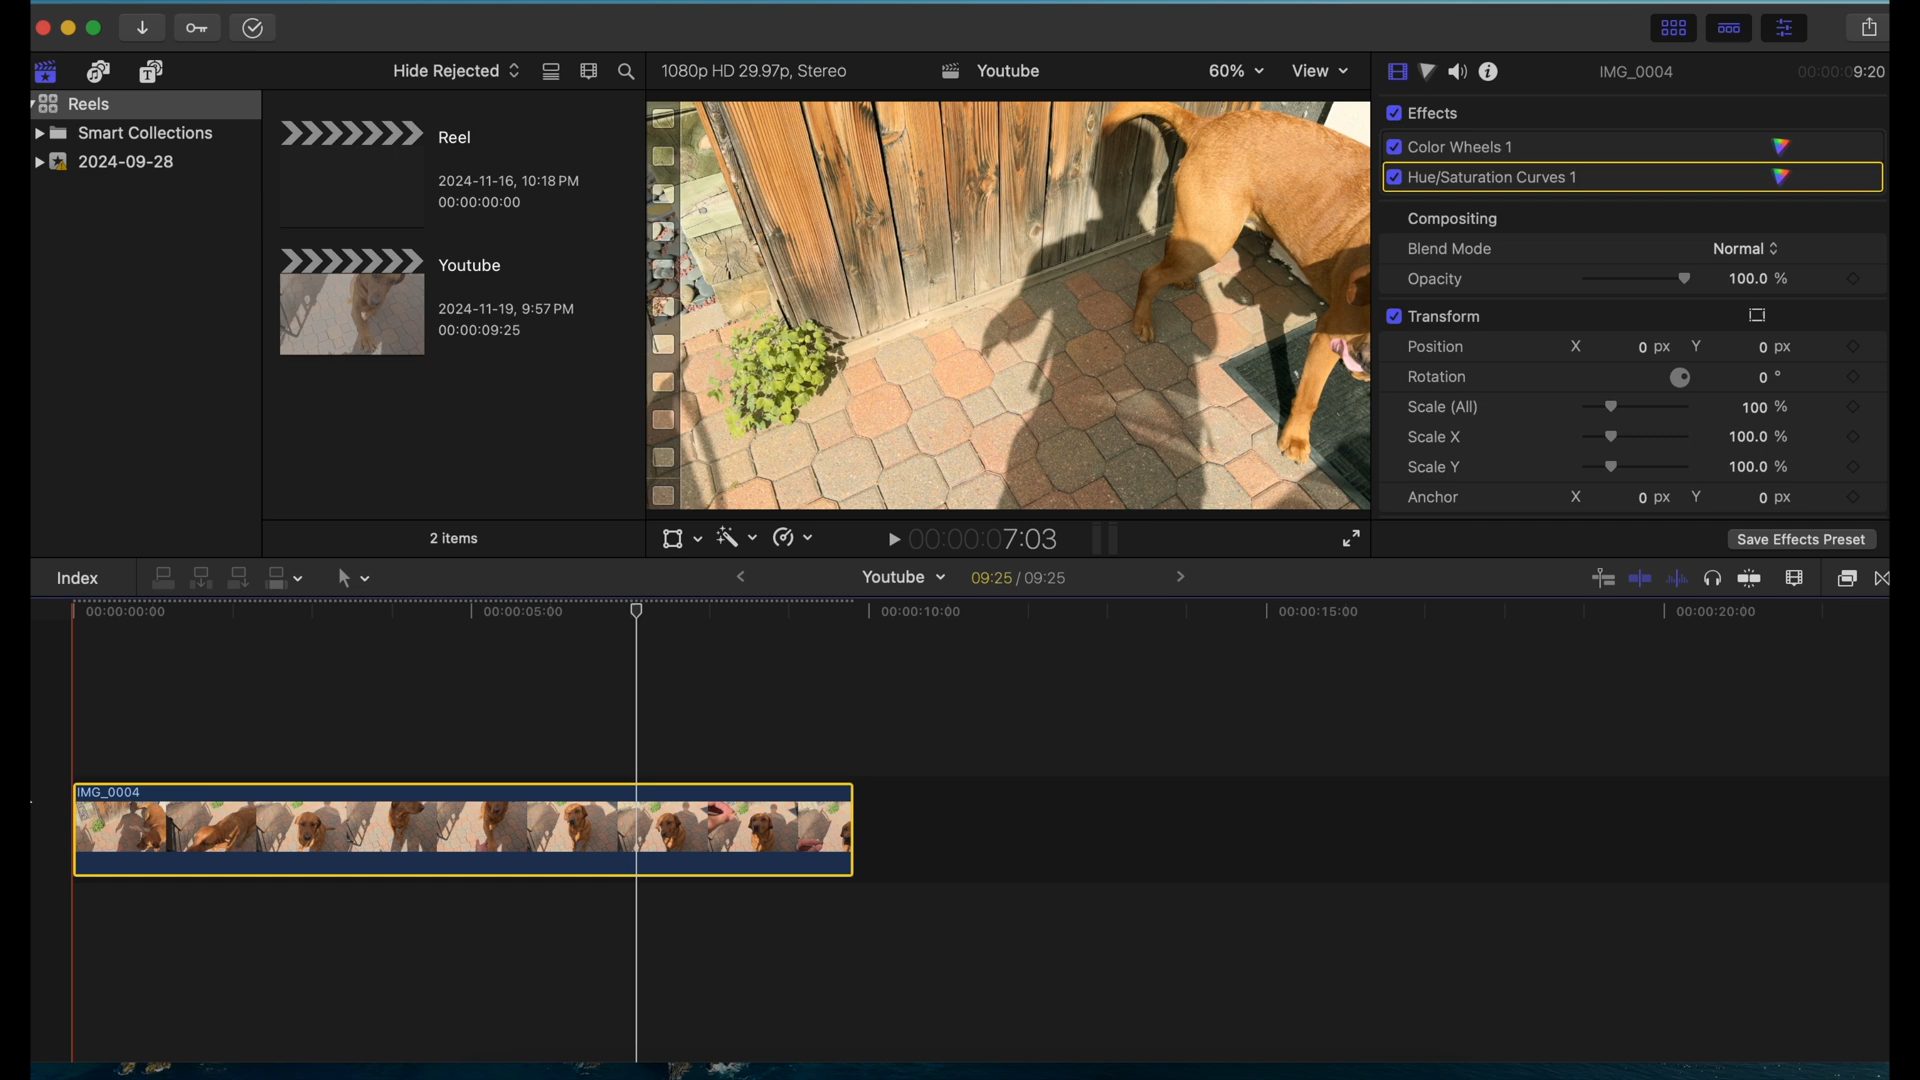 Hide Rejected
1080p HD 29.97p, Stereo
Youtube
60%
View
IMG_0004
00:00:09:20
Reels
Smart Collections
2024-09-28
Reel
2024-11-16, 10:18 PM
00:00:00:00
Youtube
2024-11-19, 9:57 PM
00:00:09:25
2 items
Effects
Color Wheels 1
Hue/Saturation Curves 1
Compositing
Blend Mode Normal
Opacity 100.0 %
Transform
Position X 0 px Y 0 px
Rotation 0 °
Scale (All) 100 %
Scale X 100.0 %
Scale Y 100.0 %
Anchor X 0 px Y 0 px
00:00:07:03
Save Effects Preset
Index
Youtube
09:25 / 09:25
00:00:00:00
00:00:05:00
00:00:10:00
00:00:15:00
00:00:20:00
IMG_0004